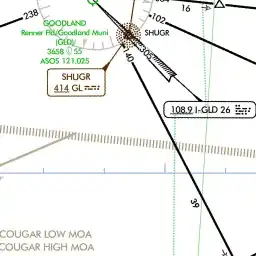 16
102
238
GOODLAND
Renner Fld/Goodland Muni
(GLD)
3658 Ⓛ 55
ASOS 121.025
SHUGR
305
40
SHUGR
414 GL
108.9 I-GLD 26
39
COUGAR LOW MOA
COUGAR HIGH MOA